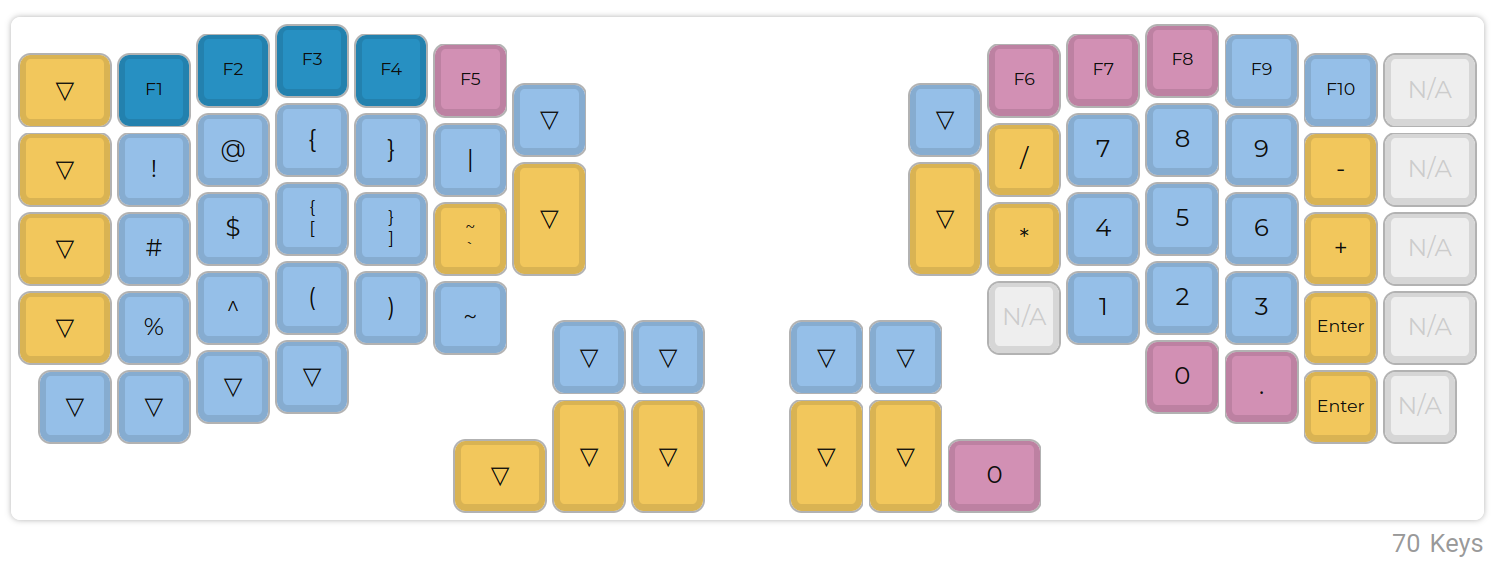 ▽ F1 F2 F3 F4 F5 ▽ ▽ F6 F7 F8 F9 F10 N/A
▽ ! @ { } | ▽ ▽ / 7 8 9 - N/A
▽ # $ { [ } ] ~ ` * 4 5 6 + N/A
▽ % ^ ( ) ~ N/A 1 2 3 Enter N/A
▽ ▽ ▽ ▽ ▽ ▽ ▽ ▽ 0 . Enter N/A
▽ ▽ ▽ ▽ ▽ 0
70 Keys